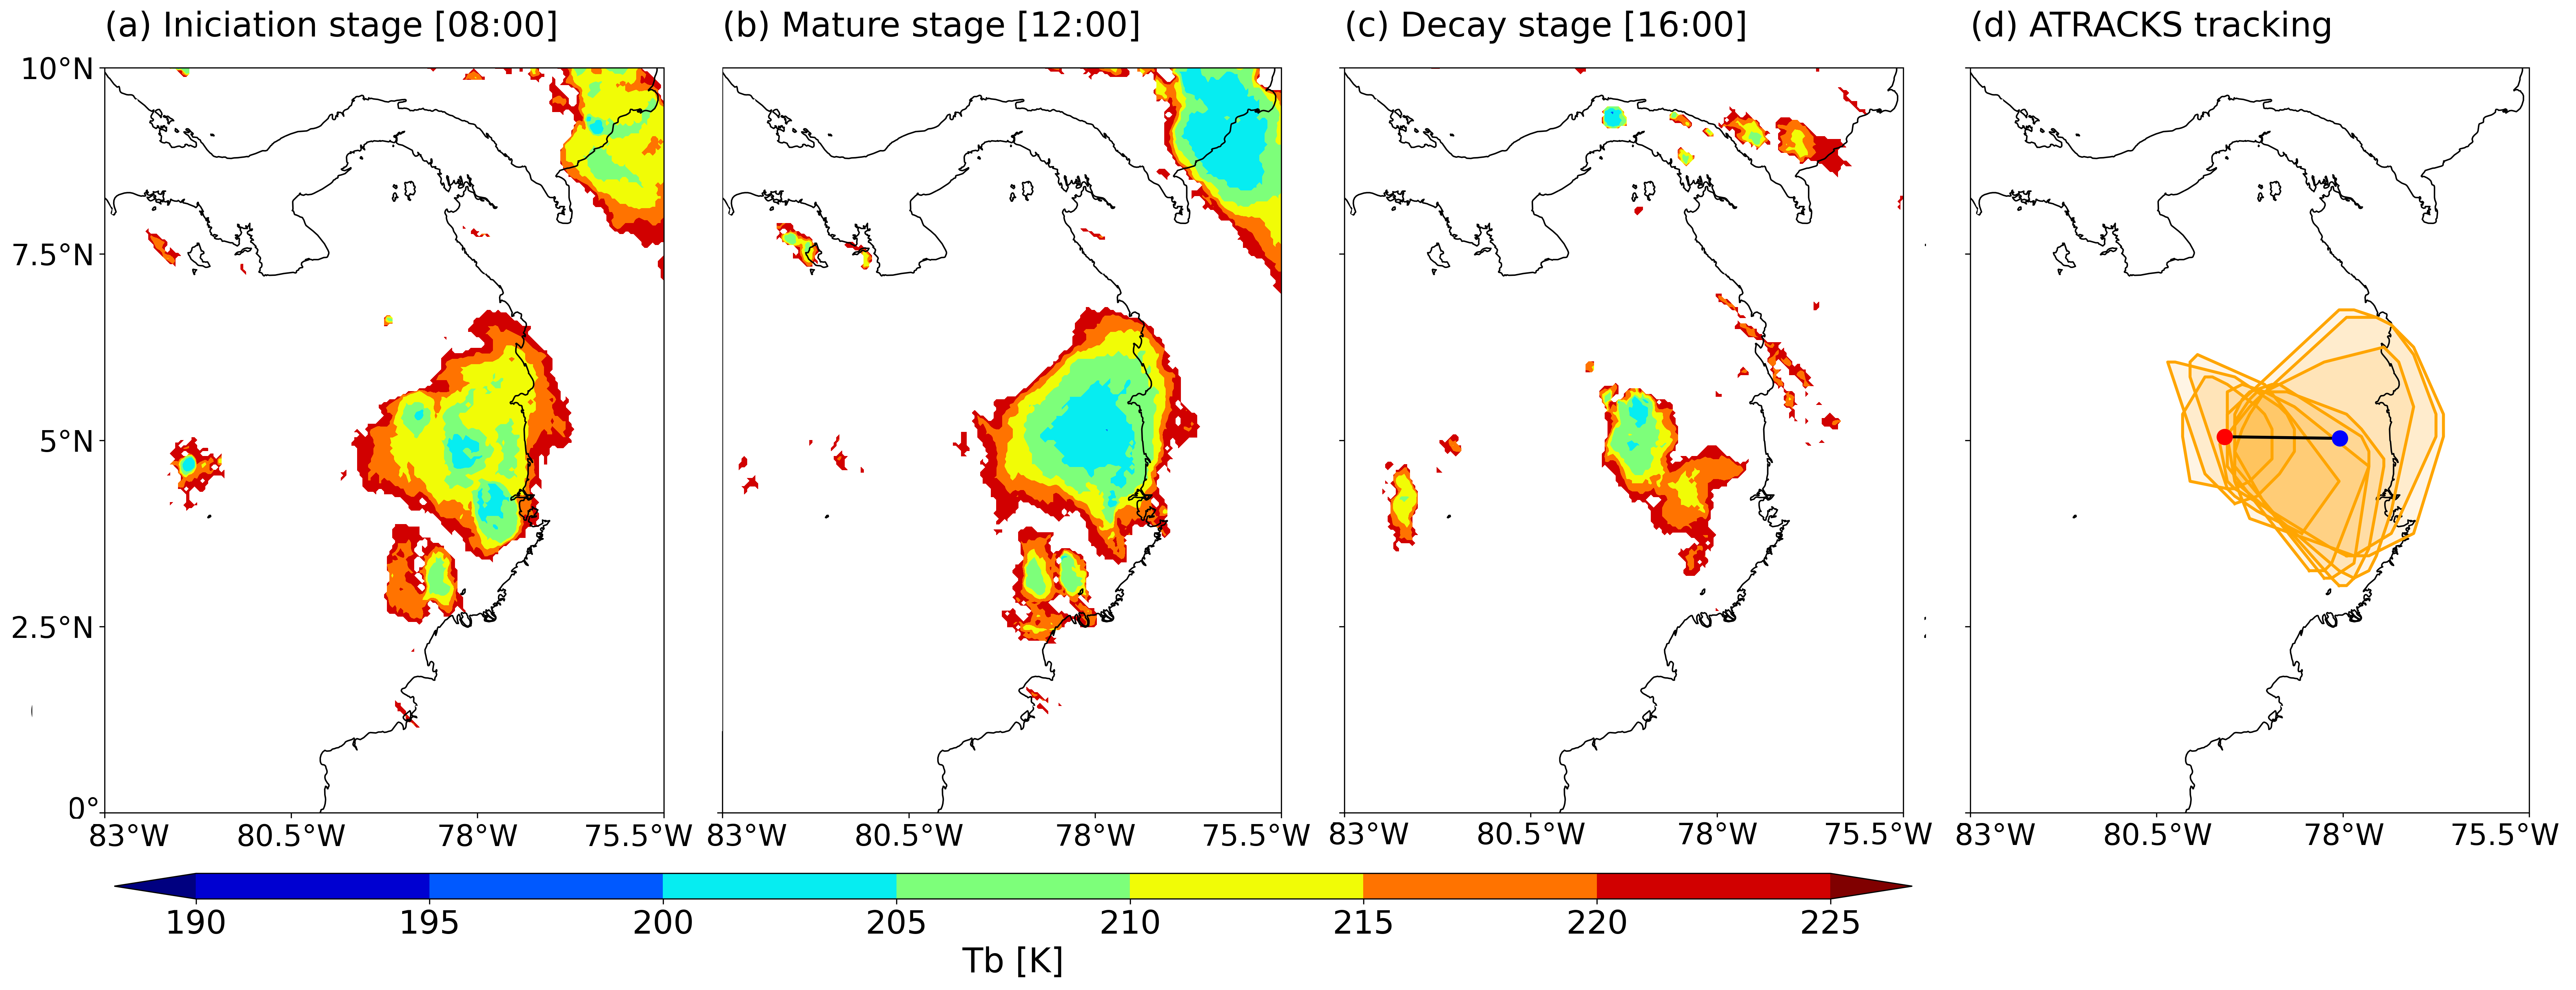 (a) Iniciation stage [08:00]
(b) Mature stage [12:00]
(c) Decay stage [16:00]
(d) ATRACKS tracking
10°N
7.5°N
5°N
2.5°N
0°
83°W 80.5°W 78°W 75.5°W
83°W 80.5°W 78°W 75.5°W
83°W 80.5°W 78°W 75.5°W
83°W 80.5°W 78°W 75.5°W
190 195 200 205 210 215 220 225
Tb [K]